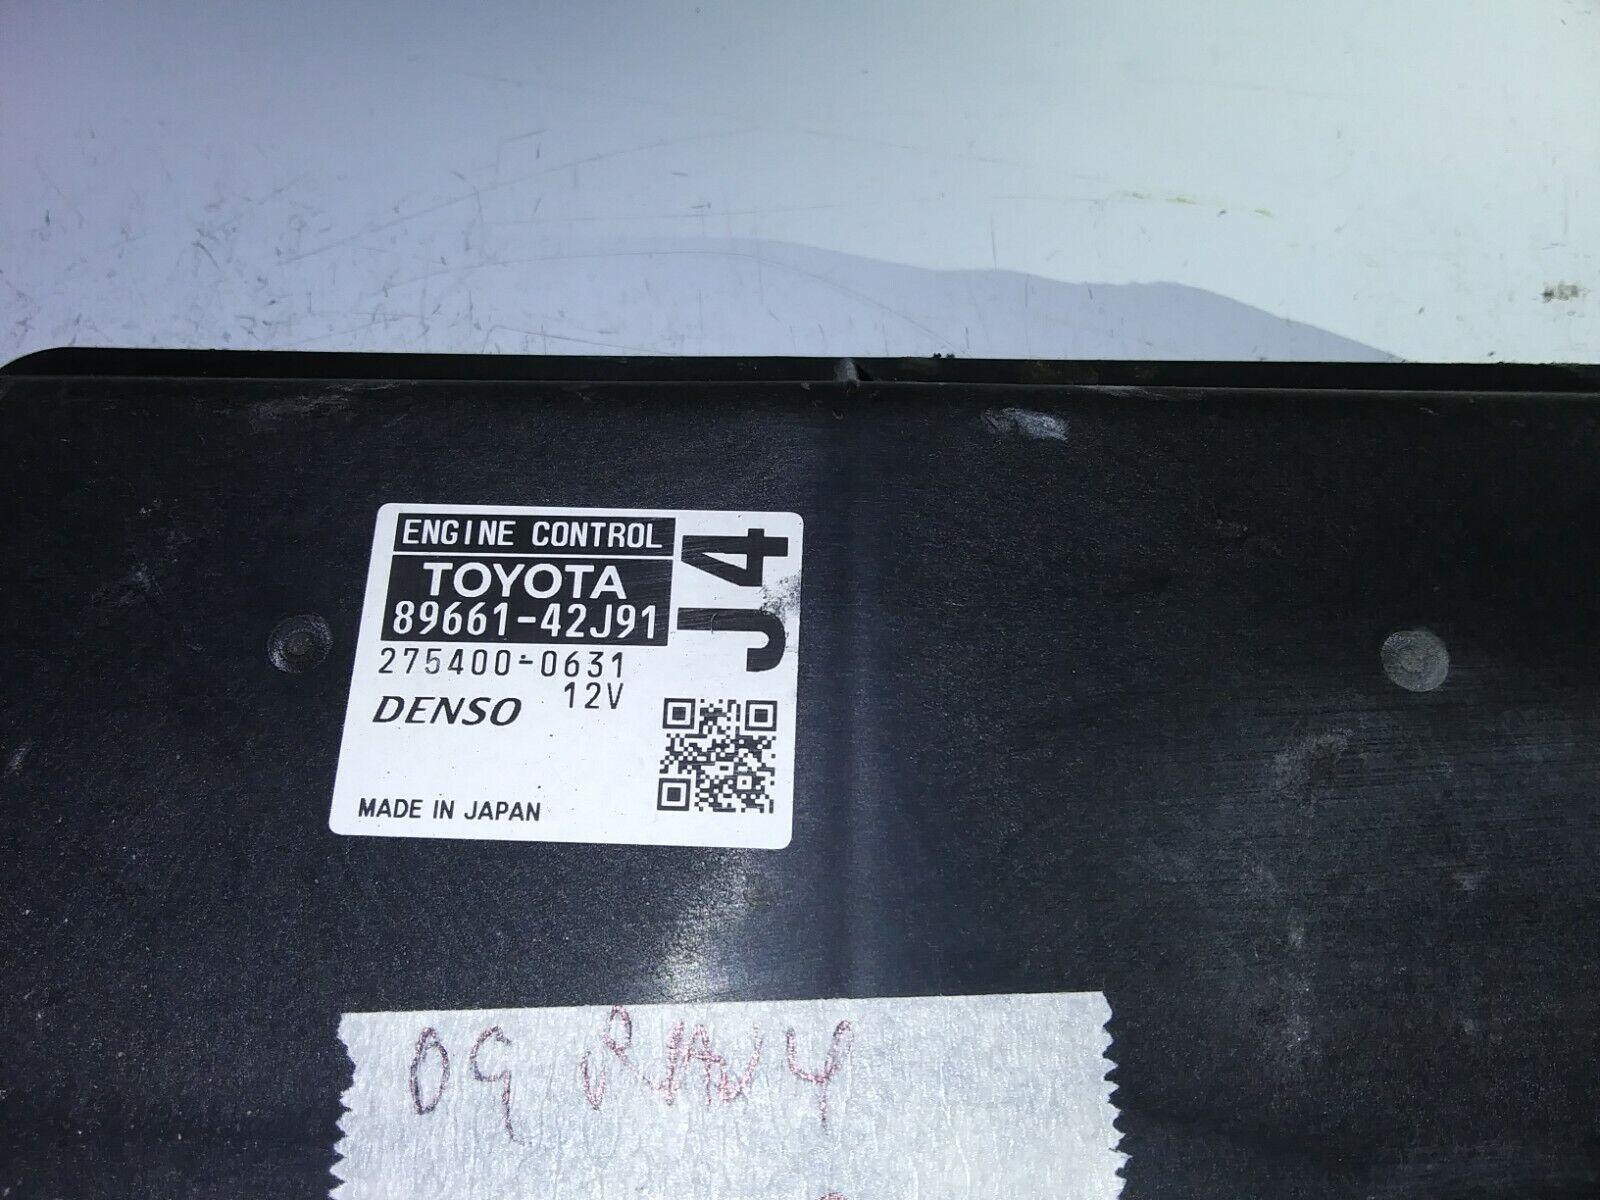 ENGINE CONTROL
TOYOTA
89661-42J91
J4
275400-0631
12V
DENSO
MADE IN JAPAN
09 RAV4